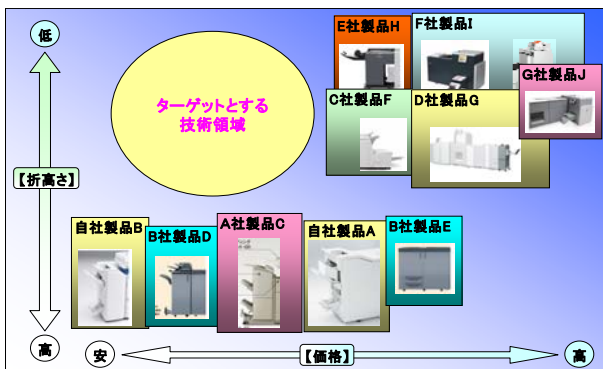 低
E社製品H
F社製品I
G社製品J
ターゲットとする
技術領域
C社製品F
D社製品G
【折高さ】
自社製品B
B社製品D
A社製品C
自社製品A
B社製品E
高
安
【価格】
高